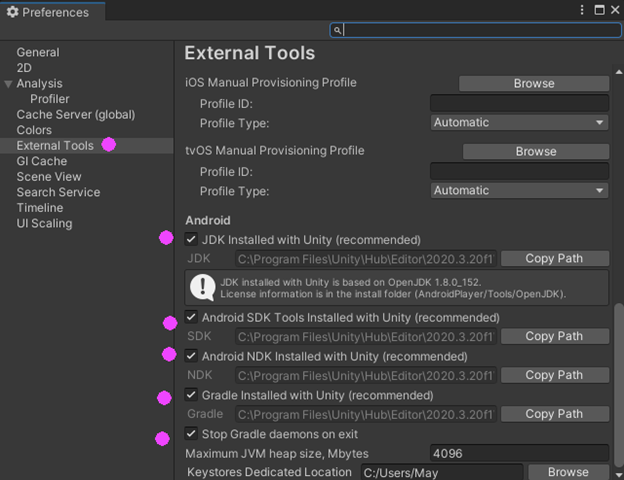 Preferences
General
2D
Analysis
Profiler
Cache Server (global)
Colors
External Tools
GI Cache
Scene View
Search Service
Timeline
UI Scaling
External Tools
iOS Manual Provisioning Profile Browse
Profile ID:
Profile Type: Automatic
tvOS Manual Provisioning Profile Browse
Profile ID:
Profile Type: Automatic
Android
JDK Installed with Unity (recommended)
JDK C:\Program Files\Unity\Hub\Editor\2020.3.20f1 Copy Path
JDK installed with Unity is based on OpenJDK 1.8.0_152.
License information is in the install folder (AndroidPlayer/Tools/OpenJDK).
Android SDK Tools Installed with Unity (recommended)
SDK C:\Program Files\Unity\Hub\Editor\2020.3.20f1 Copy Path
Android NDK Installed with Unity (recommended)
NDK C:\Program Files\Unity\Hub\Editor\2020.3.20f1 Copy Path
Gradle Installed with Unity (recommended)
Gradle C:\Program Files\Unity\Hub\Editor\2020.3.20f1 Copy Path
Stop Gradle daemons on exit
Maximum JVM heap size, Mbytes 4096
Keystores Dedicated Location C:/Users/May Browse